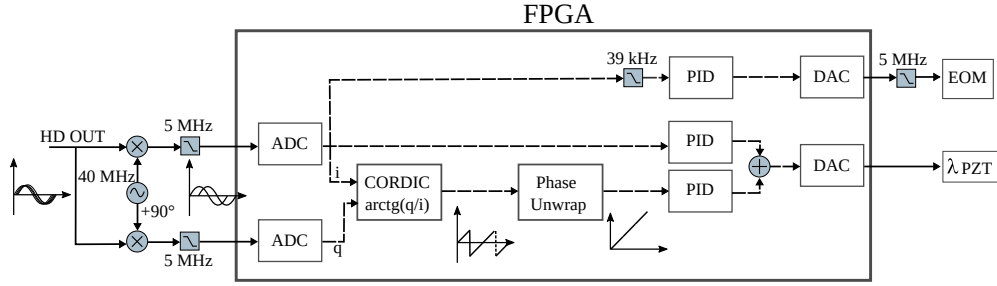 FPGA
39 kHz
PID
DAC
5 MHz
EOM
HD OUT
5 MHz
ADC
PID
40 MHz
+90°
i
CORDIC
arctg(q/i)
Phase
Unwrap
PID
DAC
λ PZT
5 MHz
ADC
q